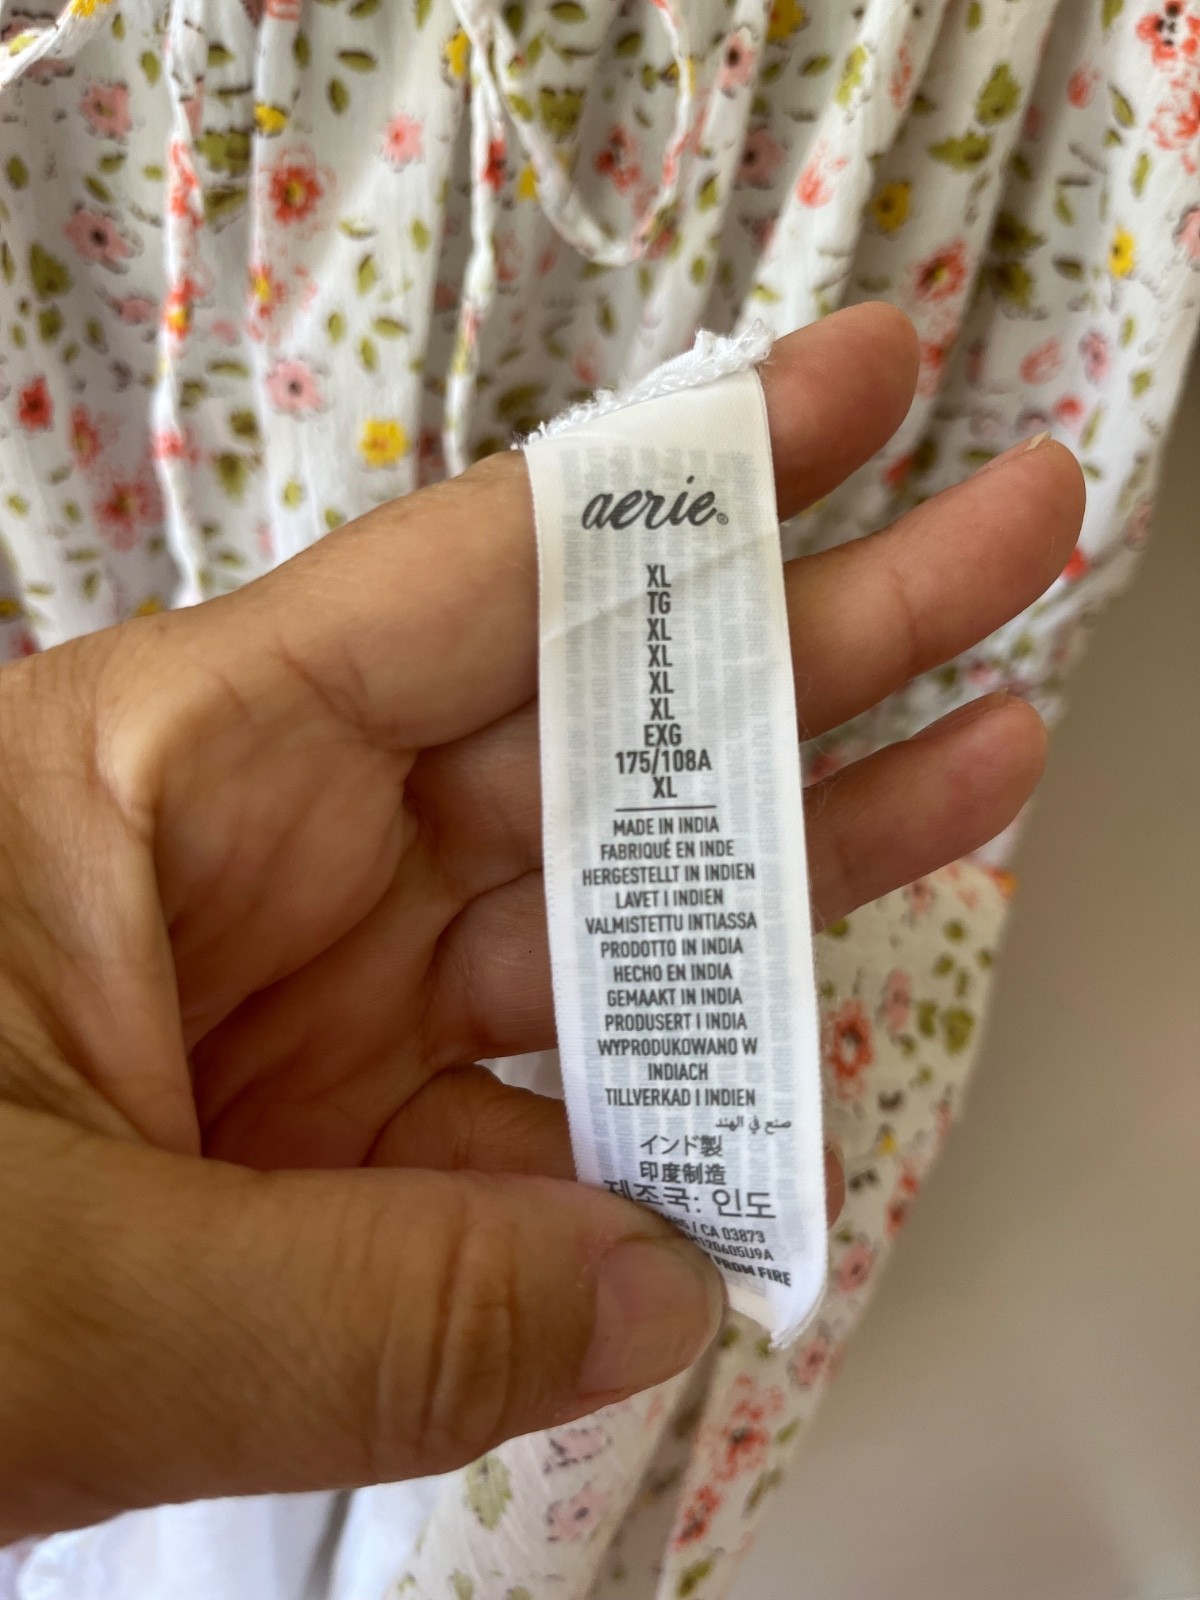 aerie®
XL
TG
XL
XL
XL
XL
EXG
175/108A
XL
MADE IN INDIA
FABRIQUÉ EN INDE
HERGESTELLT IN INDIEN
LAVET I INDIEN
VALMISTETTU INTIASSA
PRODOTTO IN INDIA
HECHO EN INDIA
GEMAAKT IN INDIA
PRODUSERT I INDIA
WYPRODUKOWANO W
INDIACH
TILLVERKAD I INDIEN
صنع في الهند
インド製
印度制造
제조국: 인도
/ CA 03873
FROM FIRE